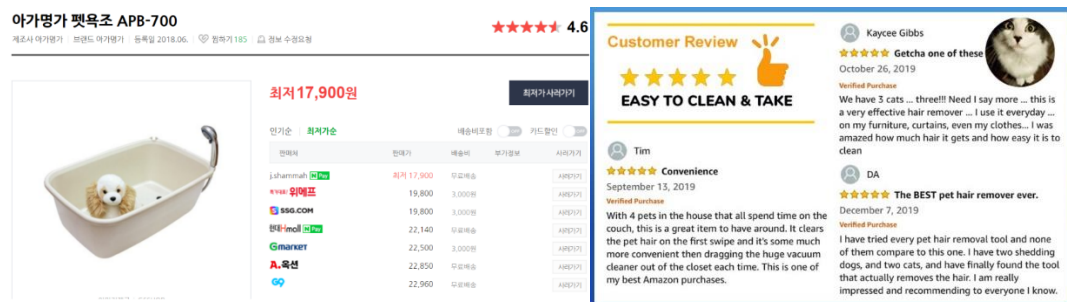 아가명가 펫욕조 APB-700
제조사 아가명가 브랜드 아가명가 등록일 2018.06. 찜하기 185 정보 수정요청
4.6
최저 17,900원
최저가 사러가기
인기순 최저가순 배송비포함 카드할인
판매처 판매가 배송비 부가정보 사러가기
j.shammah N Pay 최저 17,900 무료배송 사러가기
위메프 19,800 3,000원 사러가기
SSG.COM 19,800 3,000원 사러가기
현대Hmall N Pay 22,140 무료배송 사러가기
Gmarket 22,500 3,000원 사러가기
A.옥션 22,850 무료배송 사러가기
G9 22,960 무료배송 사러가기
Customer Review
EASY TO CLEAN & TAKE
Tim
Convenience
September 13, 2019
Verified Purchase
With 4 pets in the house that all spend time on the
couch, this is a great item to have around. It clears
the pet hair on the first swipe and it's some much
more convenient then dragging the huge vacuum
cleaner out of the closet each time. This is one of
my best Amazon purchases.
Kaycee Gibbs
Getcha one of these
October 26, 2019
Verified Purchase
We have 3 cats ... three!!! Need I say more ... this is
a very effective hair remover ... I use it everyday ...
on my furniture, curtains, even my clothes... I was
amazed how much hair it gets and how easy it is to
clean
DA
The BEST pet hair remover ever.
December 7, 2019
Verified Purchase
I have tried every pet hair removal tool and none
of them compare to this one. I have two shedding
dogs, and two cats, and have finally found the tool
that actually removes the hair. I am really
impressed and recommending to everyone I know.